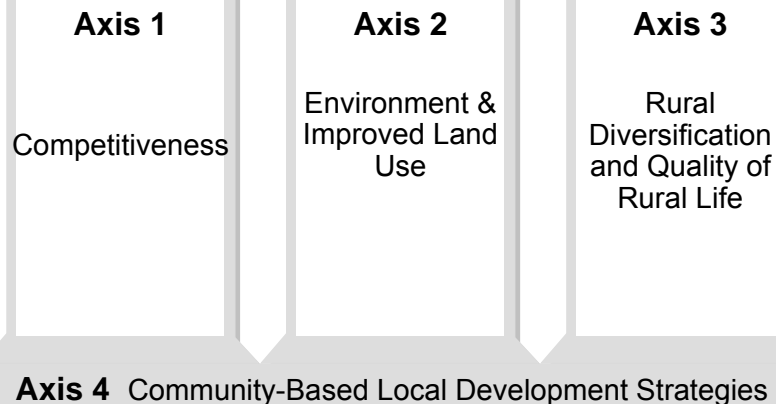 Axis 1
Competitiveness
Axis 2
Environment &
Improved Land
Use
Axis 3
Rural
Diversification
and Quality of
Rural Life
Axis 4 Community-Based Local Development Strategies